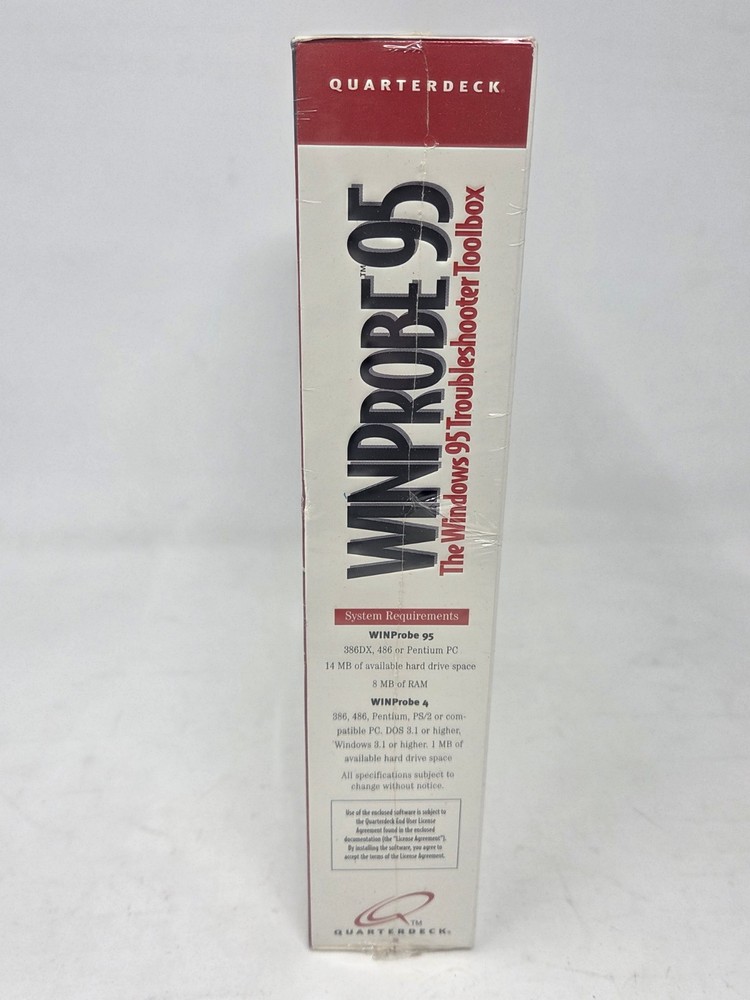 QUARTERDECK
WINPROBE™ 95
The Windows 95 Troubleshooter Toolbox
System Requirements
WINProbe 95
386DX, 486 or Pentium PC
14 MB of available hard drive space
8 MB of RAM
WINProbe 4
386, 486, Pentium, PS/2 or com-
patible PC. DOS 3.1 or higher,
Windows 3.1 or higher. 1 MB of
available hard drive space
All specifications subject to
change without notice.
Use of the enclosed software is subject to
the Quarterdeck End User License
Agreement found in the enclosed
documentation (the "License Agreement").
By installing the software, you agree to
accept the terms of the License Agreement.
TM
QUARTERDECK®